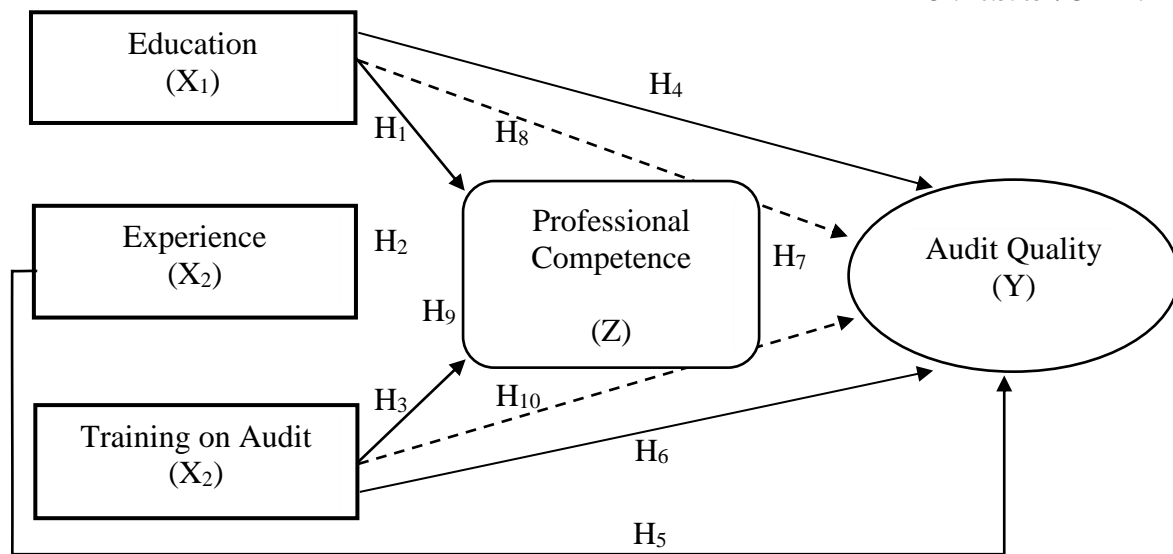 Education
(X₁)
H₄
H₁
H₈
Experience
(X₂)
H₂
Professional
Competence
(Z)
H₇
Audit Quality
(Y)
H₉
Training on Audit
(X₂)
H₃
H₁₀
H₆
H₅